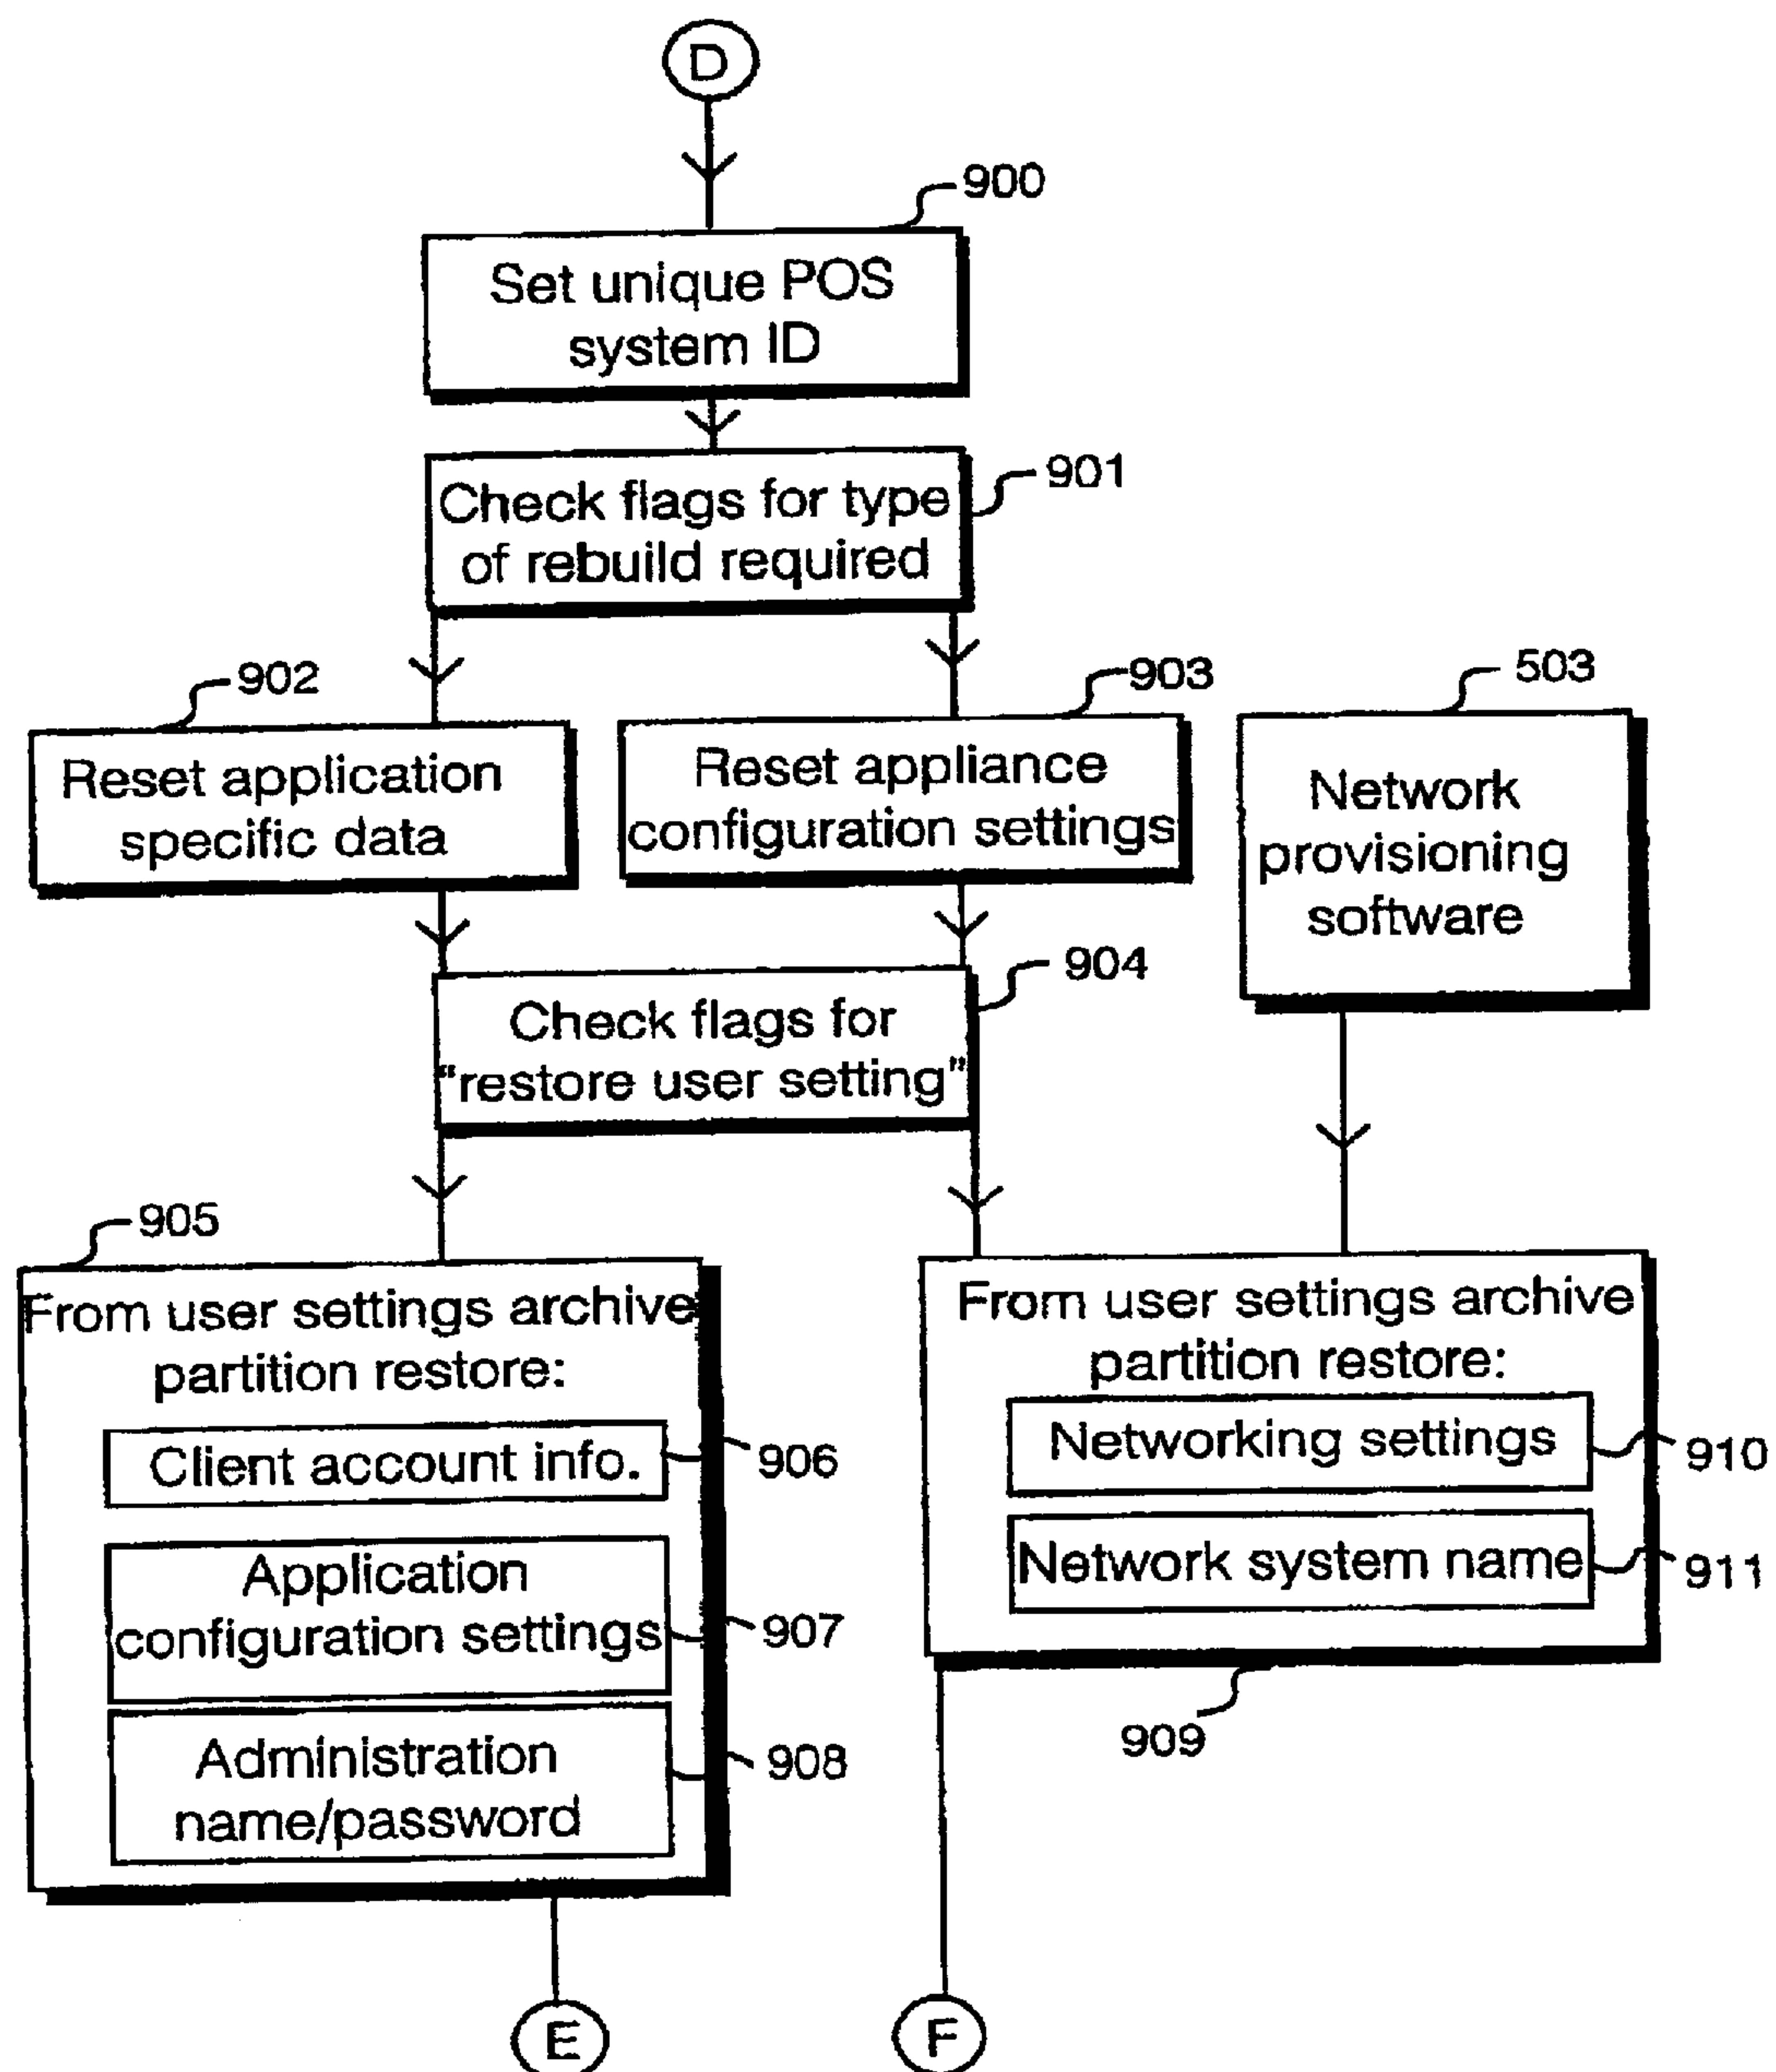 D
900
Set unique POS
system ID
901
Check flags for type
of rebuild required
902
Reset application
specific data
903
Reset appliance
configuration settings
503
Network
provisioning
software
904
Check flags for
“restore user setting”
905
From user settings archive
partition restore:
Client account info.
906
Application
configuration settings
907
Administration
name/password
908
From user settings archive
partition restore:
Networking settings
910
Network system name
911
909
E
F